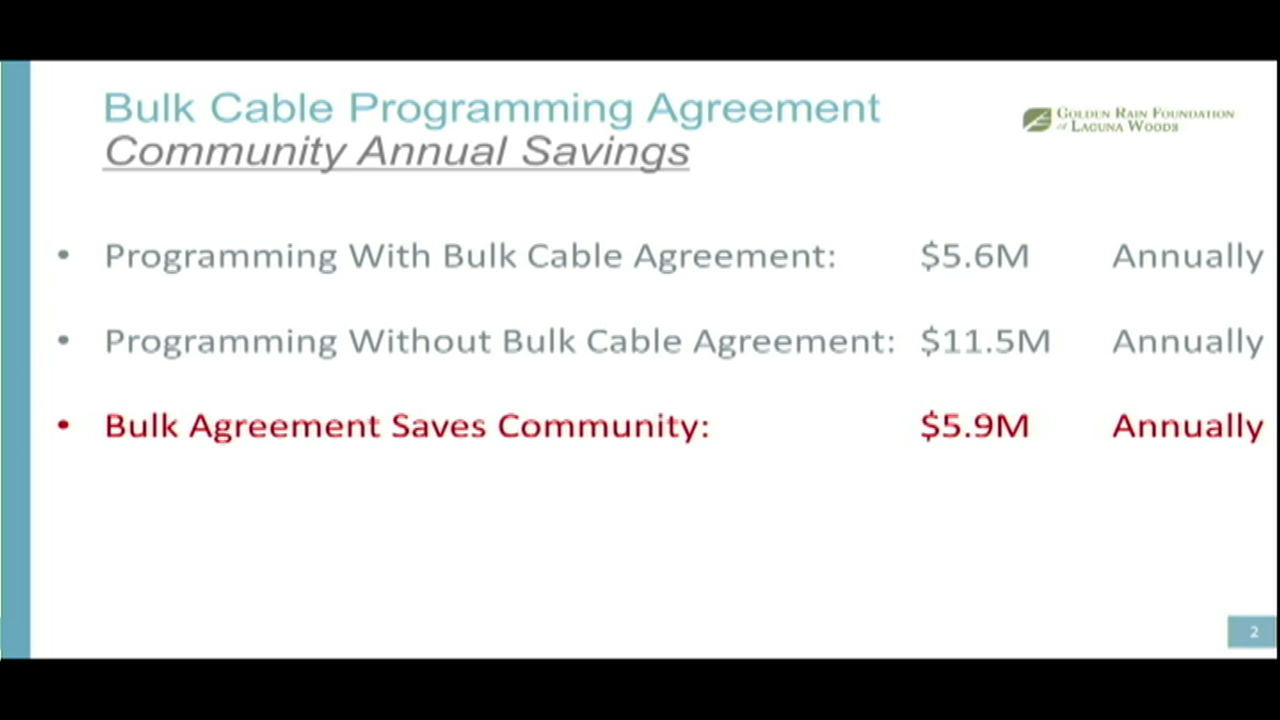 Bulk Cable Programming Agreement
Community Annual Savings
GOLDEN RAIN FOUNDATION
of LAGUNA WOODS
• Programming With Bulk Cable Agreement: $5.6M Annually
• Programming Without Bulk Cable Agreement: $11.5M Annually
• Bulk Agreement Saves Community: $5.9M Annually
2